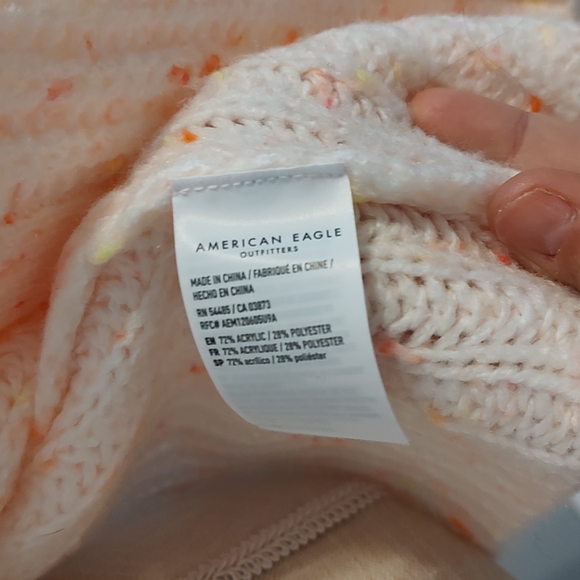 AMERICAN EAGLE
OUTFITTERS
MADE IN CHINA / FABRIQUÉ EN CHINE /
HECHO EN CHINA
RN 54485 / CA 03873
RFC# AEM120605U9A
EN 72% ACRYLIC / 28% POLYESTER
FR 72% ACRYLIQUE / 28% POLYESTER
SP 72% acrílico / 28% poliéster